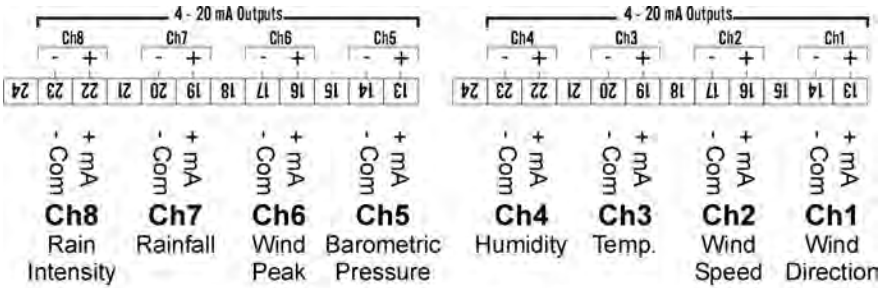 4 - 20 mA Outputs 4 - 20 mA Outputs
Ch8 Ch7 Ch6 Ch5 Ch4 Ch3 Ch2 Ch1
- + - + - + - + - + - + - + - +
24 23 22 21 20 19 18 17 16 15 14 13 24 23 22 21 20 19 18 17 16 15 14 13
- Com + mA - Com + mA - Com + mA - Com + mA - Com + mA - Com + mA - Com + mA - Com + mA
Ch8 Ch7 Ch6 Ch5 Ch4 Ch3 Ch2 Ch1
Rain Rainfall Wind Barometric Humidity Temp. Wind Wind
Intensity Peak Pressure Speed Direction